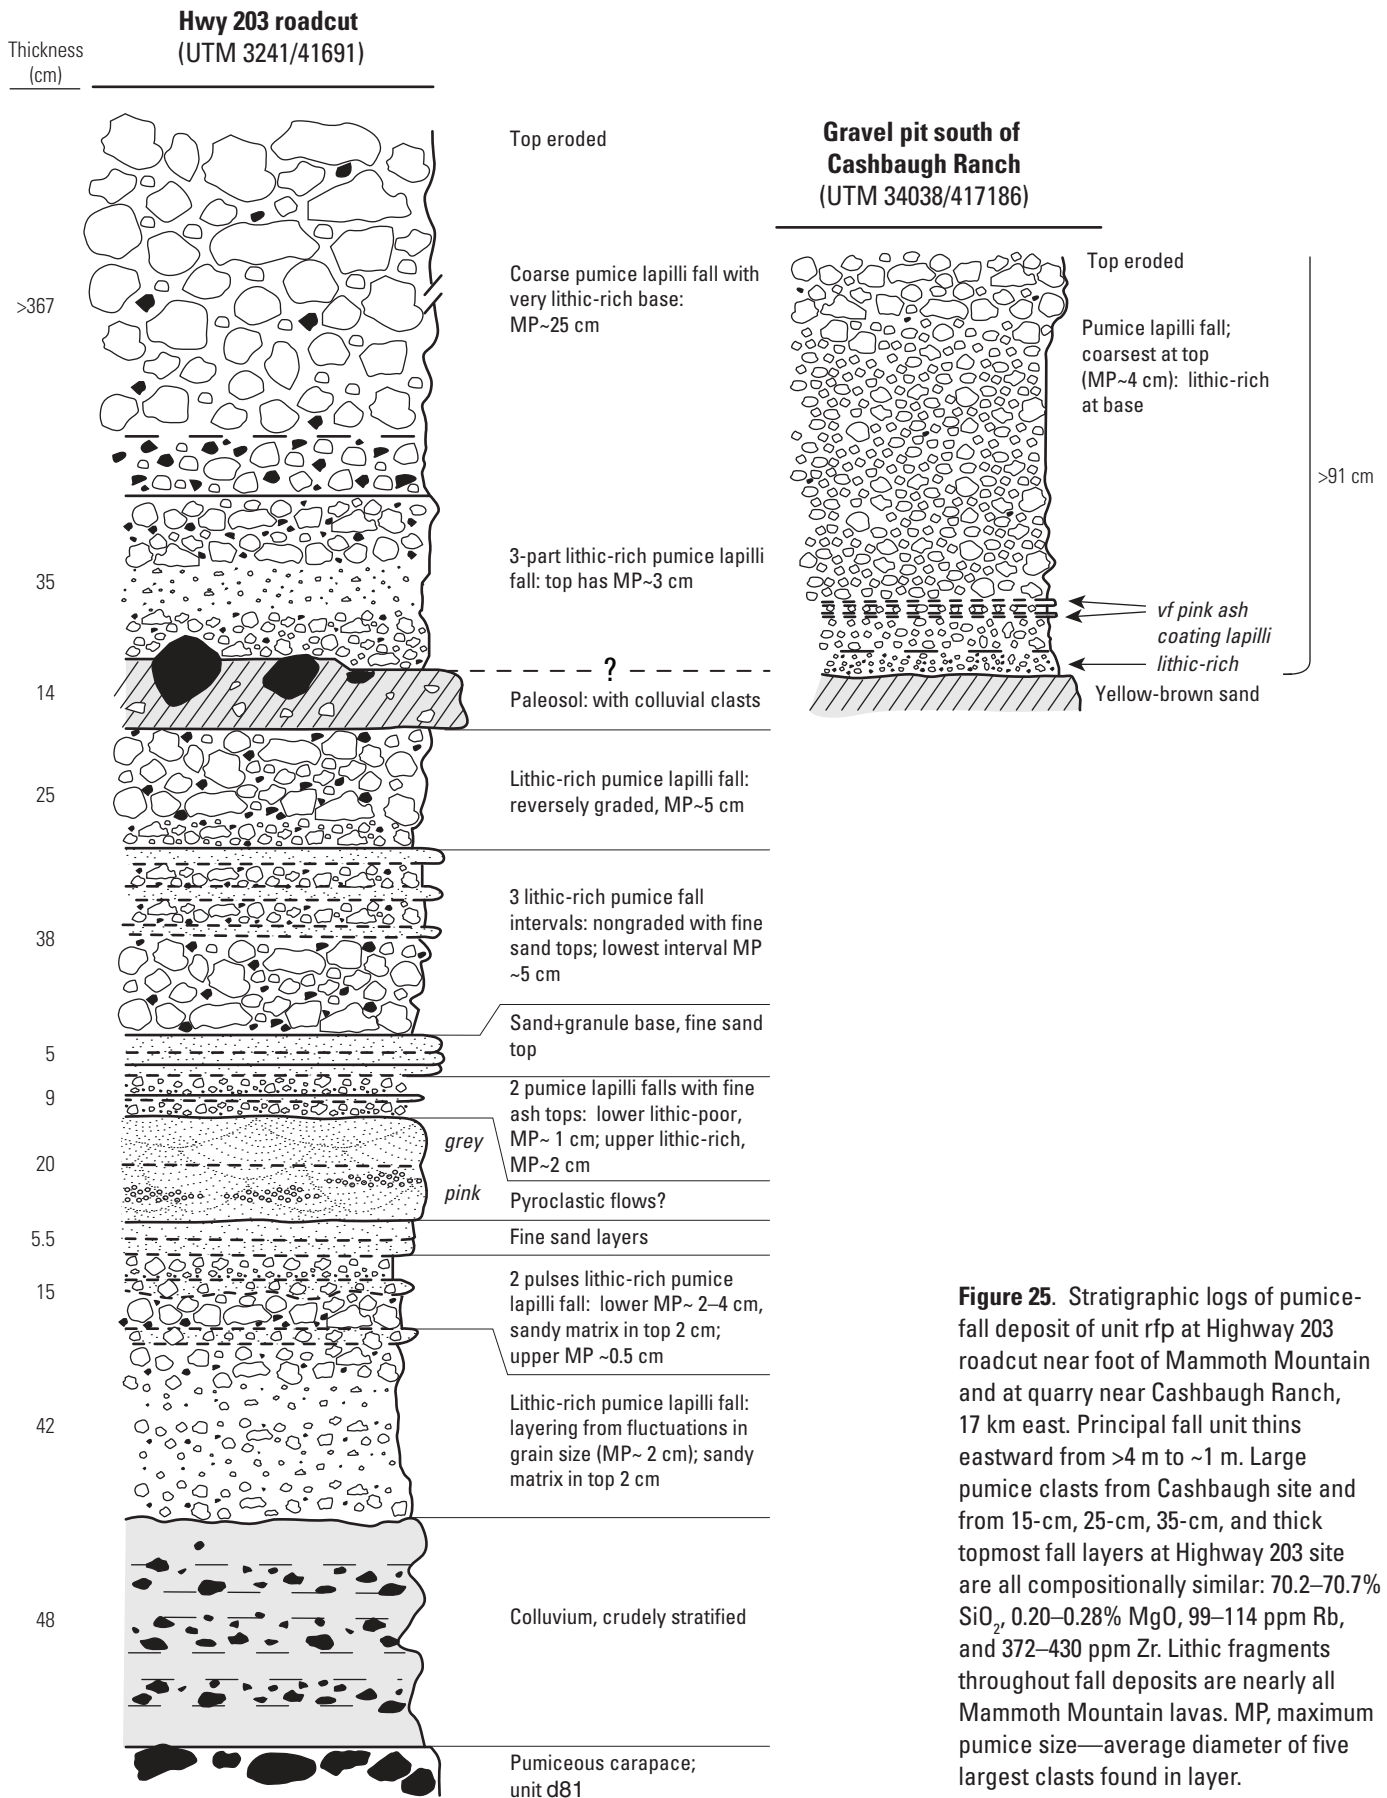 Hwy 203 roadcut
(UTM 3241/41691)
Thickness
(cm)
Top eroded
>367
Coarse pumice lapilli fall with
very lithic-rich base:
MP~25 cm
35
3-part lithic-rich pumice lapilli
fall: top has MP~3 cm
?
14
Paleosol: with colluvial clasts
25
Lithic-rich pumice lapilli fall:
reversely graded, MP~5 cm
38
3 lithic-rich pumice fall
intervals: nongraded with fine
sand tops; lowest interval MP
~5 cm
5
Sand+granule base, fine sand
top
9
2 pumice lapilli falls with fine
ash tops: lower lithic-poor,
MP~ 1 cm; upper lithic-rich,
MP~2 cm
20
grey
pink
Pyroclastic flows?
5.5
Fine sand layers
15
2 pulses lithic-rich pumice
lapilli fall: lower MP~ 2–4 cm,
sandy matrix in top 2 cm;
upper MP ~0.5 cm
42
Lithic-rich pumice lapilli fall:
layering from fluctuations in
grain size (MP~ 2 cm); sandy
matrix in top 2 cm
48
Colluvium, crudely stratified
Pumiceous carapace;
unit d81
Gravel pit south of
Cashbaugh Ranch
(UTM 34038/417186)
Top eroded
Pumice lapilli fall;
coarsest at top
(MP~4 cm): lithic-rich
at base
>91 cm
vf pink ash
coating lapilli
lithic-rich
Yellow-brown sand
Figure 25. Stratigraphic logs of pumice-
fall deposit of unit rfp at Highway 203
roadcut near foot of Mammoth Mountain
and at quarry near Cashbaugh Ranch,
17 km east. Principal fall unit thins
eastward from >4 m to ~1 m. Large
pumice clasts from Cashbaugh site and
from 15-cm, 25-cm, 35-cm, and thick
topmost fall layers at Highway 203 site
are all compositionally similar: 70.2–70.7%
SiO₂, 0.20–0.28% MgO, 99–114 ppm Rb,
and 372–430 ppm Zr. Lithic fragments
throughout fall deposits are nearly all
Mammoth Mountain lavas. MP, maximum
pumice size—average diameter of five
largest clasts found in layer.